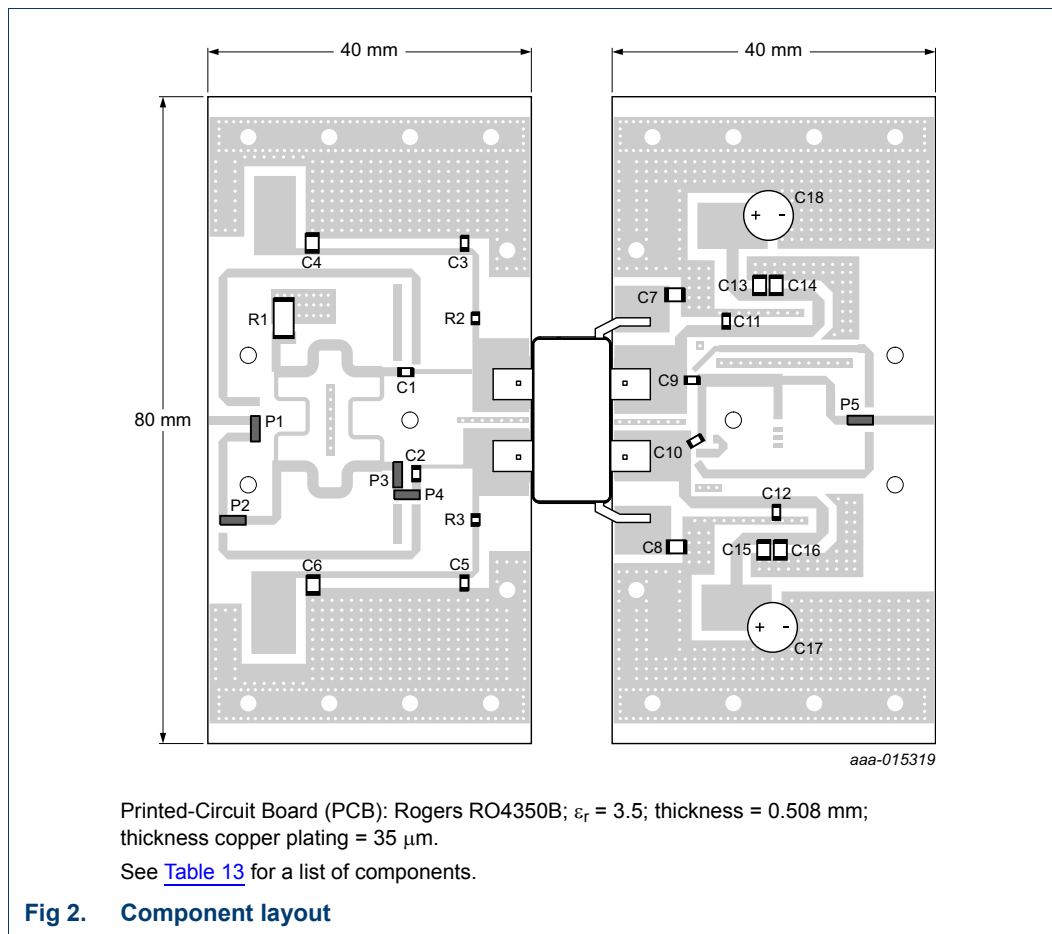 40 mm
40 mm
80 mm
C4
C3
R1
R2
C1
P1
P2
P3
C2
P4
R3
C6
C5
C18
+ -
C7
C13
C14
C11
C9
P5
C10
C12
C8
C15
C16
+ -
C17
aaa-015319
Printed-Circuit Board (PCB): Rogers RO4350B; εr = 3.5; thickness = 0.508 mm;
thickness copper plating = 35 μm.
See Table 13 for a list of components.
Fig 2. Component layout